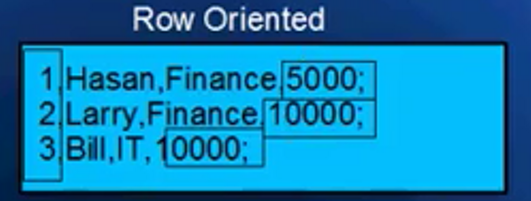 Row Oriented
1,Hasan,Finance,5000;
2,Larry,Finance,10000;
3,Bill,IT,10000;